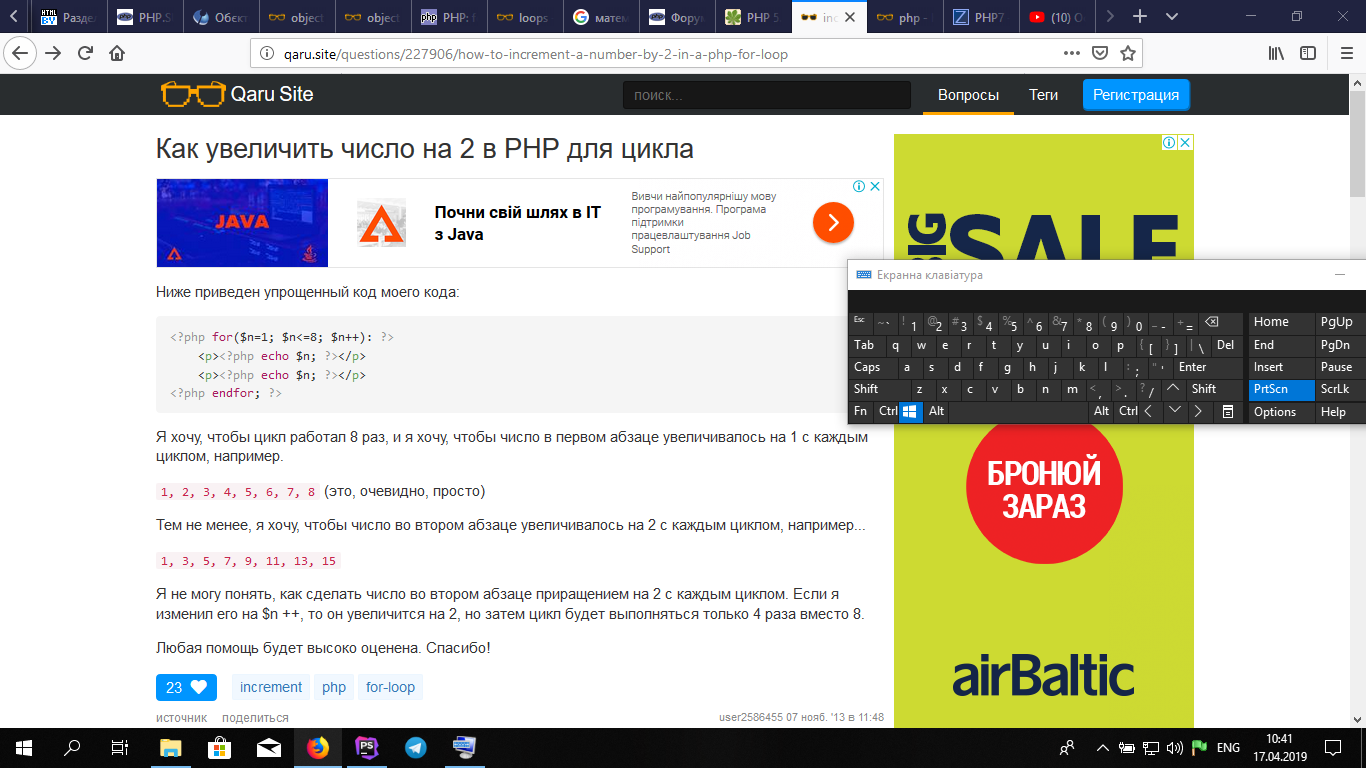 Разде
PHP.S
Обєкт
object
object
PHP: f
loops
матем
Форум
PHP 5
inc
php -
PHP7
(10) О
qaru.site/questions/227906/how-to-increment-a-number-by-2-in-a-php-for-loop
Qaru Site
поиск...
Вопросы
Теги
Регистрация
Как увеличить число на 2 в PHP для цикла
JAVA
Почни свій шлях в ІТ
з Java
Вивчи найпопулярнішу мову
програмування. Програма
підтримки
працевлаштування Job
Support
Ниже приведен упрощенный код моего кода:
<?php for($n=1; $n<=8; $n++): ?>
<p><?php echo $n; ?></p>
<p><?php echo $n; ?></p>
<?php endfor; ?>
Я хочу, чтобы цикл работал 8 раз, и я хочу, чтобы число в первом абзаце увеличивалось на 1 с каждым
циклом, например.
1, 2, 3, 4, 5, 6, 7, 8 (это, очевидно, просто)
Тем не менее, я хочу, чтобы число во втором абзаце увеличивалось на 2 с каждым циклом, например...
1, 3, 5, 7, 9, 11, 13, 15
Я не могу понять, как сделать число во втором абзаце приращением на 2 с каждым циклом. Если я
изменил его на $n ++, то он увеличится на 2, но затем цикл будет выполняться только 4 раза вместо 8.
Любая помощь будет высоко оценена. Спасибо!
23
increment
php
for-loop
источник поделиться
user2586455 07 нояб. '13 в 11:48
BIG
SALE
Екранна клавіатура
Esc ~ ` ! 1 @ 2 # 3 $ 4 % 5 ^ 6 & 7 * 8 ( 9 ) 0 _ - + = Home PgUp
Tab q w e r t y u i o p { [ } ] | \ Del End PgDn
Caps a s d f g h j k l : ; " ' Enter Insert Pause
Shift z x c v b n m < , > . ? / Shift PrtScn ScrLk
Fn Ctrl Alt Alt Ctrl Options Help
БРОНЮЙ
ЗАРАЗ
airBaltic
ENG
10:41
17.04.2019